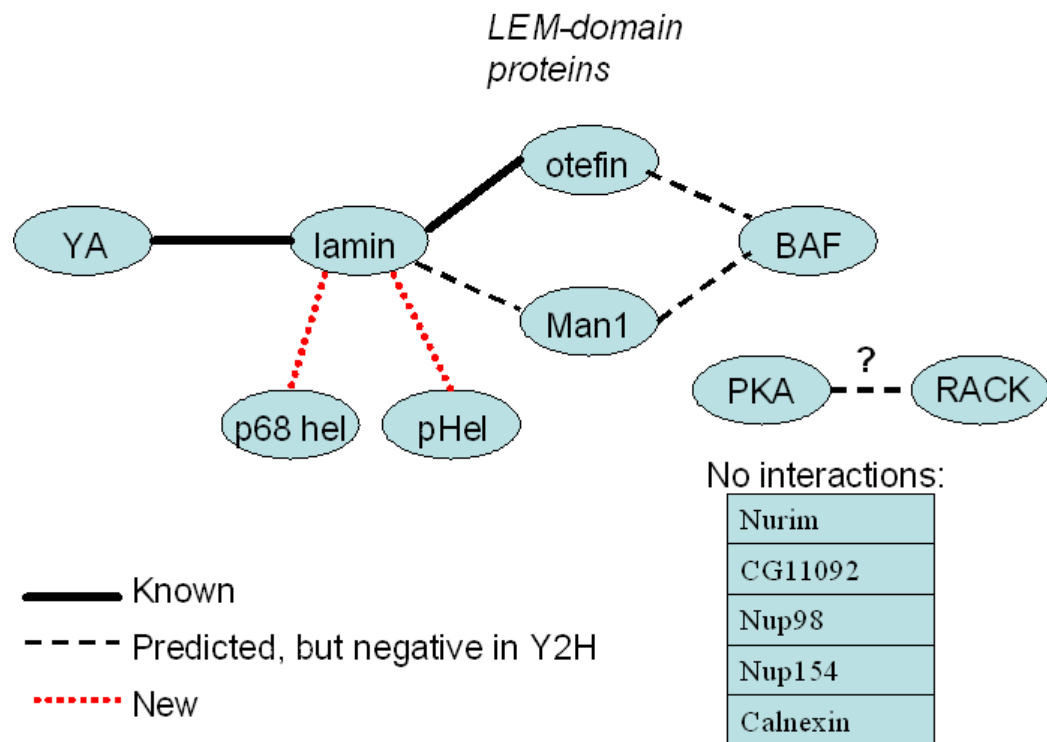 LEM-domain
proteins
otefin
YA
lamin
BAF
Man1
?
PKA
RACK
p68 hel
pHel
No interactions:
Nurim
CG11092
Nup98
Nup154
Calnexin
Known
Predicted, but negative in Y2H
New